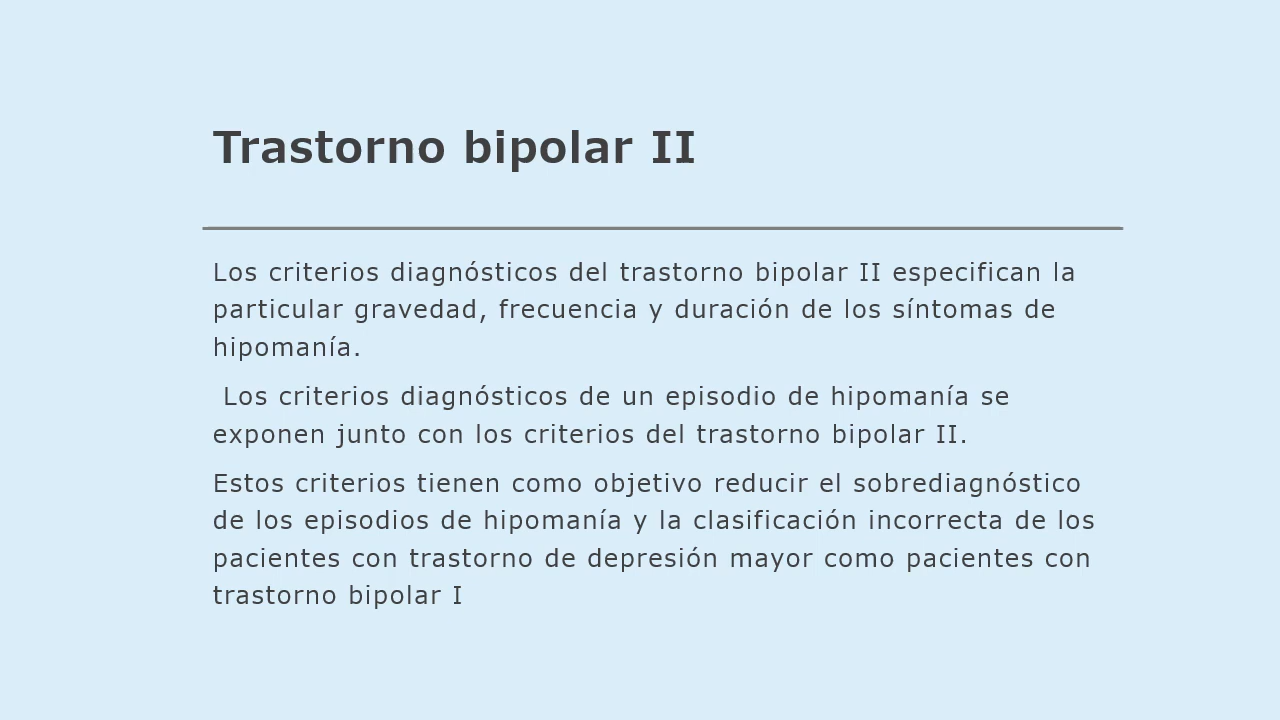 Trastorno bipolar II
Los criterios diagnósticos del trastorno bipolar II especifican la
particular gravedad, frecuencia y duración de los síntomas de
hipomanía.
Los criterios diagnósticos de un episodio de hipomanía se
exponen junto con los criterios del trastorno bipolar II.
Estos criterios tienen como objetivo reducir el sobrediagnóstico
de los episodios de hipomanía y la clasificación incorrecta de los
pacientes con trastorno de depresión mayor como pacientes con
trastorno bipolar I